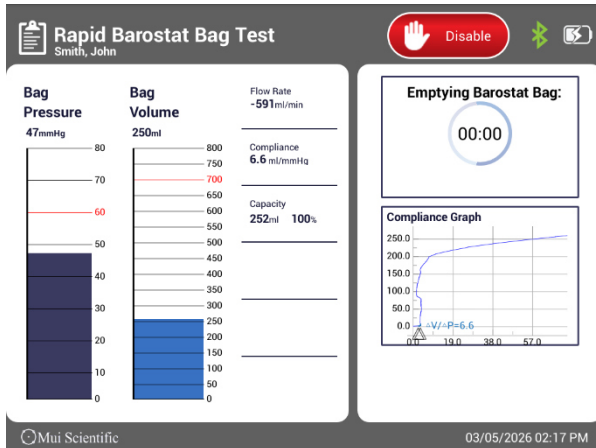 Rapid Barostat Bag Test
Smith, John
Disable
Bag Pressure
47mmHg
80
70
60
50
40
30
20
10
0
Bag Volume
250ml
800
750
700
650
600
550
500
450
400
350
300
250
200
150
100
50
0
Flow Rate
-591ml/min
Compliance
6.6 ml/mmHg
Capacity
252ml 100%
Emptying Barostat Bag:
00:00
Compliance Graph
250.0
200.0
150.0
100.0
50.0
0.0
△V/△P=6.6
0.0 19.0 38.0 57.0
Mui Scientific
03/05/2026 02:17 PM